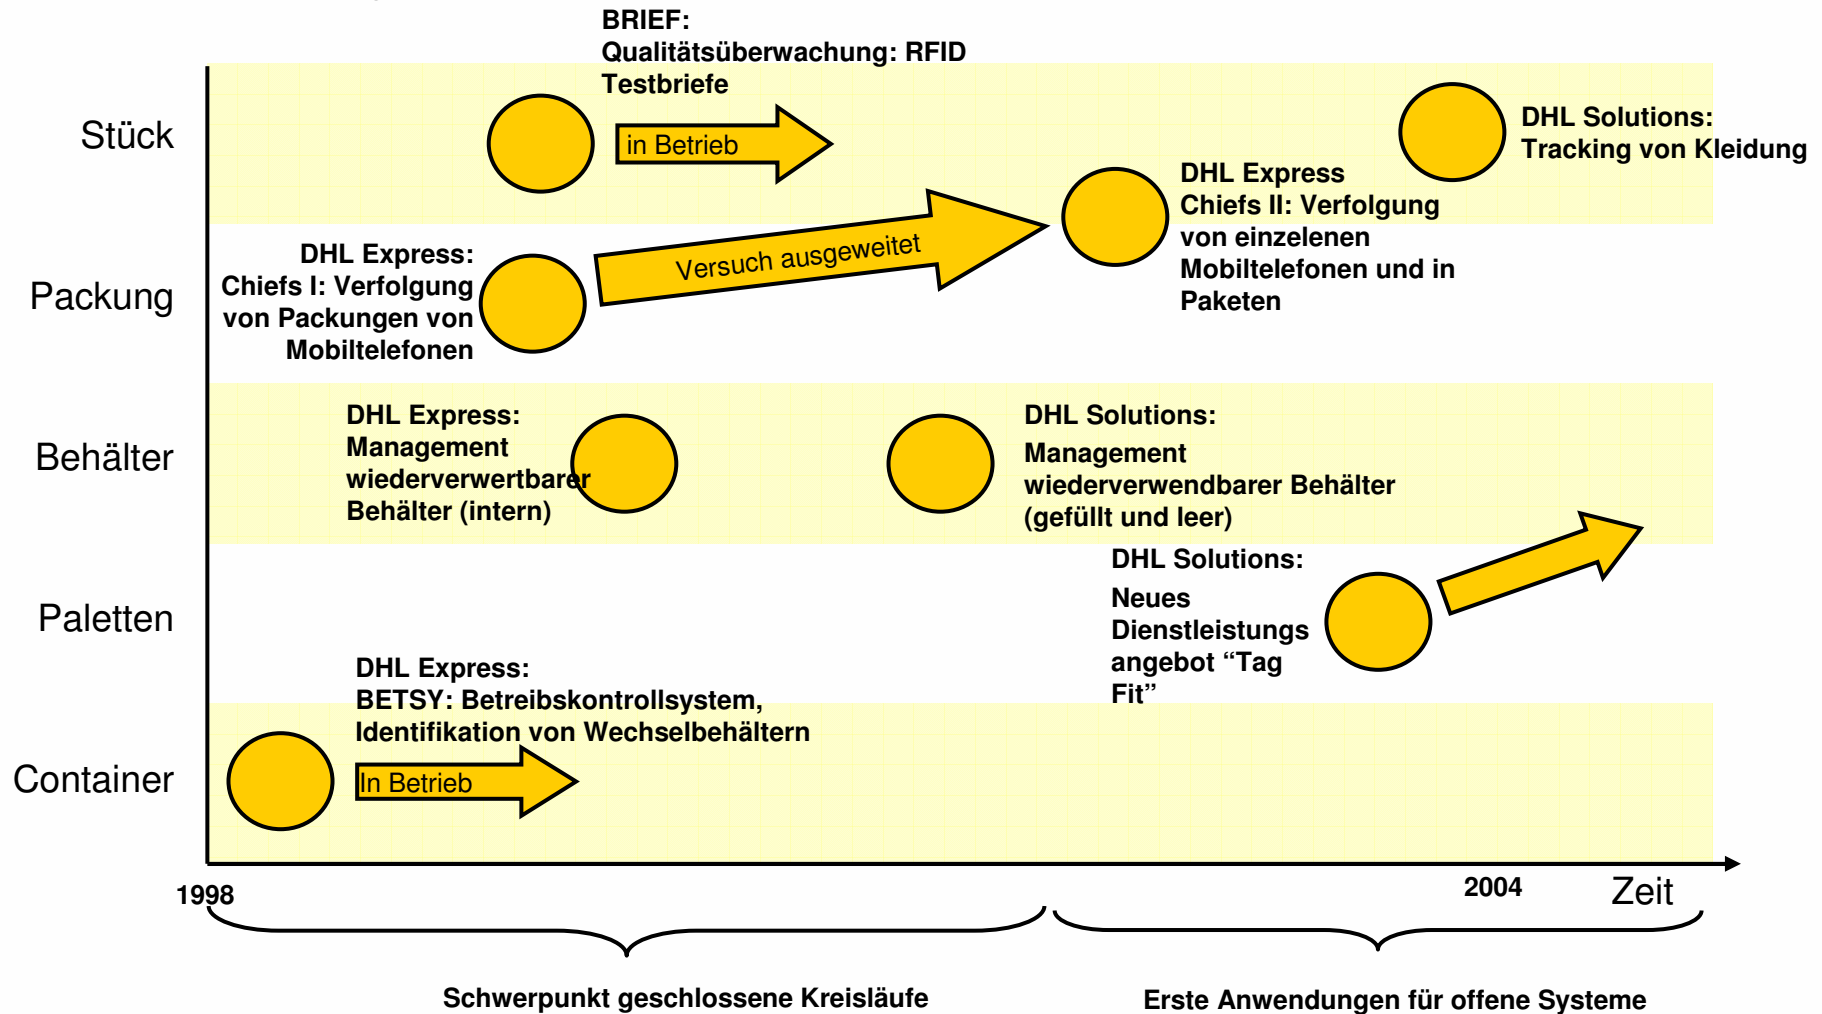 BRIEF:
Qualitätsüberwachung: RFID
Testbriefe
Stück
in Betrieb
DHL Solutions:
Tracking von Kleidung
DHL Express
Chiefs II: Verfolgung
von einzelenen
Mobiltelefonen und in
Paketen
Versuch ausgeweitet
DHL Express:
Chiefs I: Verfolgung
von Packungen von
Mobiltelefonen
Packung
DHL Express:
Management
wiederverwertbarer
Behälter (intern)
Behälter
DHL Solutions:
Management
wiederverwendbarer Behälter
(gefüllt und leer)
DHL Solutions:
Neues
Dienstleistungs
angebot “Tag
Fit”
Paletten
DHL Express:
BETSY: Betreibskontrollsystem,
Identifikation von Wechselbehältern
Container
In Betrieb
1998
2004
Zeit
Schwerpunkt geschlossene Kreisläufe
Erste Anwendungen für offene Systeme